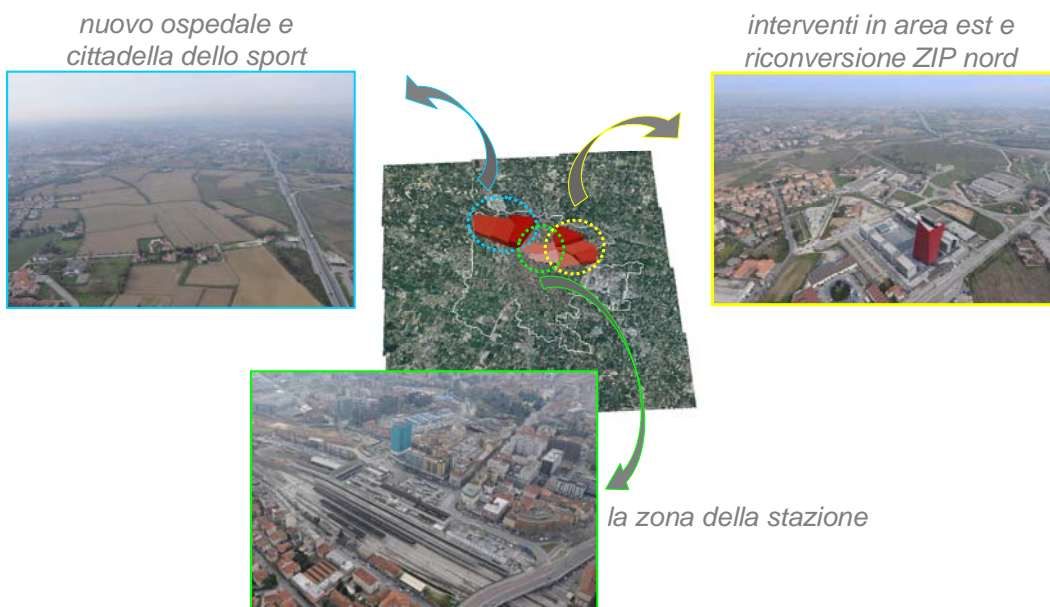 nuovo ospedale e
cittadella dello sport
interventi in area est e
riconversione ZIP nord
la zona della stazione